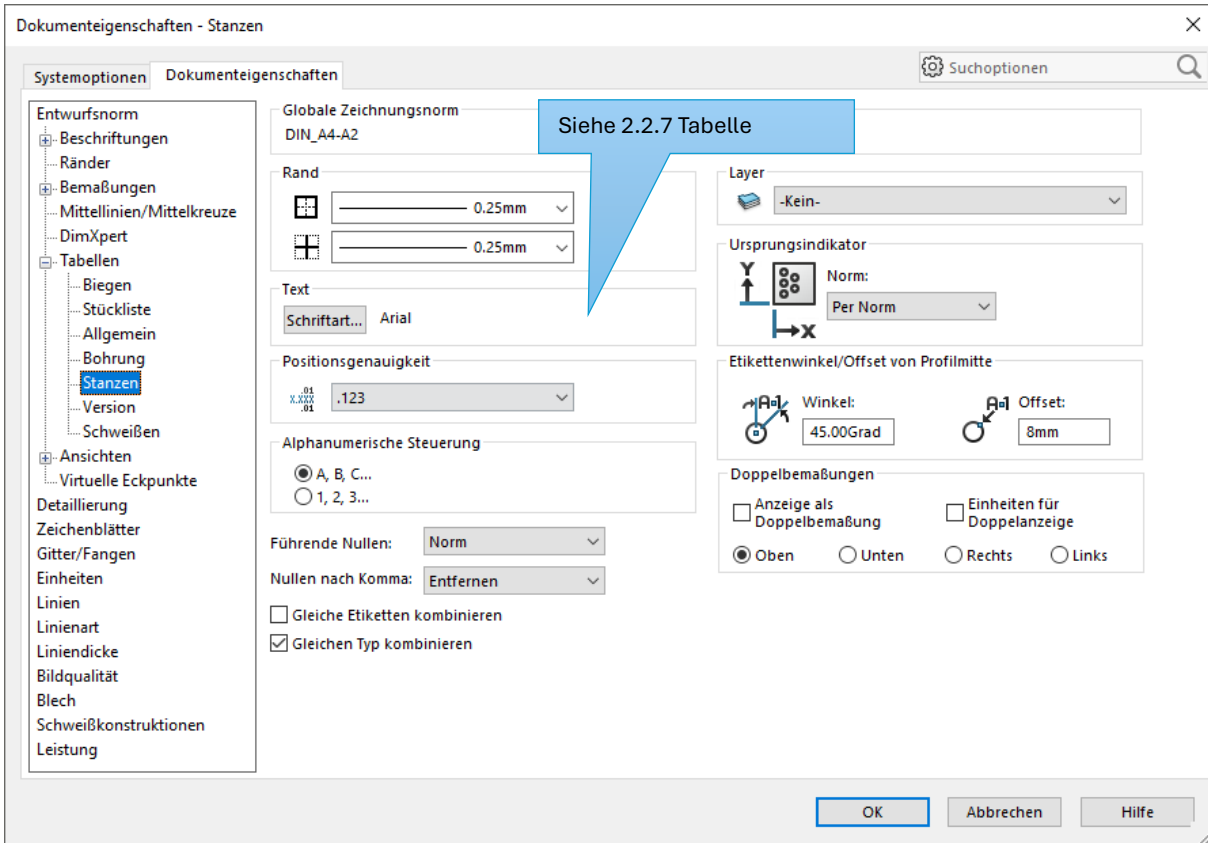 Dokumenteigenschaften - Stanzen
Suchoptionen
Systemoptionen
Dokumenteigenschaften
Entwurfsnorm
Beschriftungen
Ränder
Bemaßungen
Mittellinien/Mittelkreuze
DimXpert
Tabellen
Biegen
Stückliste
Allgemein
Bohrung
Stanzen
Version
Schweißen
Ansichten
Virtuelle Eckpunkte
Detaillierung
Zeichenblätter
Gitter/Fangen
Einheiten
Linien
Linienart
Liniendicke
Bildqualität
Blech
Schweißkonstruktionen
Leistung
Globale Zeichnungsnorm
DIN_A4-A2
Siehe 2.2.7 Tabelle
Rand
0.25mm
0.25mm
Text
Schriftart...
Arial
Positionsgenauigkeit
.01
x.xxx
.01
.123
Alphanumerische Steuerung
A, B, C...
1, 2, 3...
Führende Nullen:
Norm
Nullen nach Komma:
Entfernen
Gleiche Etiketten kombinieren
Gleichen Typ kombinieren
Layer
-Kein-
Ursprungsindikator
Y
X
Norm:
Per Norm
Etikettenwinkel/Offset von Profilmitte
A-1
Winkel:
45.00Grad
A-1
Offset:
8mm
Doppelbemaßungen
Anzeige als
Doppelbemaßung
Einheiten für
Doppelanzeige
Oben
Unten
Rechts
Links
OK
Abbrechen
Hilfe